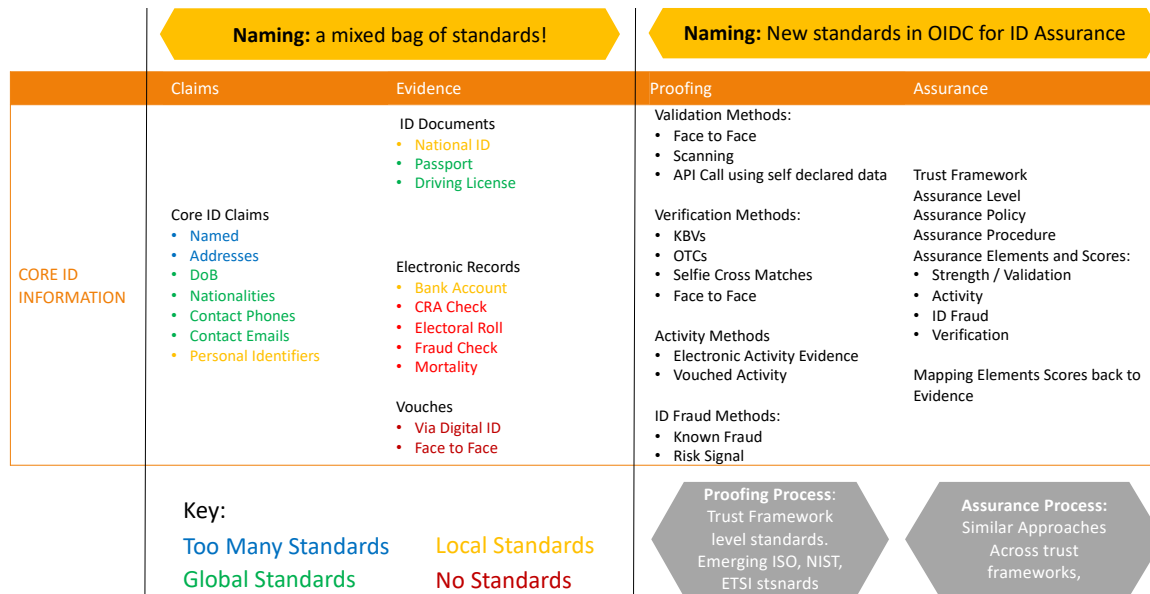 Naming: a mixed bag of standards!
Naming: New standards in OIDC for ID Assurance
Claims
Evidence
Proofing
Assurance
CORE ID
INFORMATION
Core ID Claims
• Named
• Addresses
• DoB
• Nationalities
• Contact Phones
• Contact Emails
• Personal Identifiers
ID Documents
• National ID
• Passport
• Driving License
Electronic Records
• Bank Account
• CRA Check
• Electoral Roll
• Fraud Check
• Mortality
Vouches
• Via Digital ID
• Face to Face
Validation Methods:
• Face to Face
• Scanning
• API Call using self declared data
Verification Methods:
• KBVs
• OTCs
• Selfie Cross Matches
• Face to Face
Activity Methods
• Electronic Activity Evidence
• Vouched Activity
ID Fraud Methods:
• Known Fraud
• Risk Signal
Trust Framework
Assurance Level
Assurance Policy
Assurance Procedure
Assurance Elements and Scores:
• Strength / Validation
• Activity
• ID Fraud
• Verification
Mapping Elements Scores back to
Evidence
Key:
Too Many Standards
Local Standards
Global Standards
No Standards
Proofing Process:
Trust Framework
level standards.
Emerging ISO, NIST,
ETSI stsnards
Assurance Process:
Similar Approaches
Across trust
frameworks,